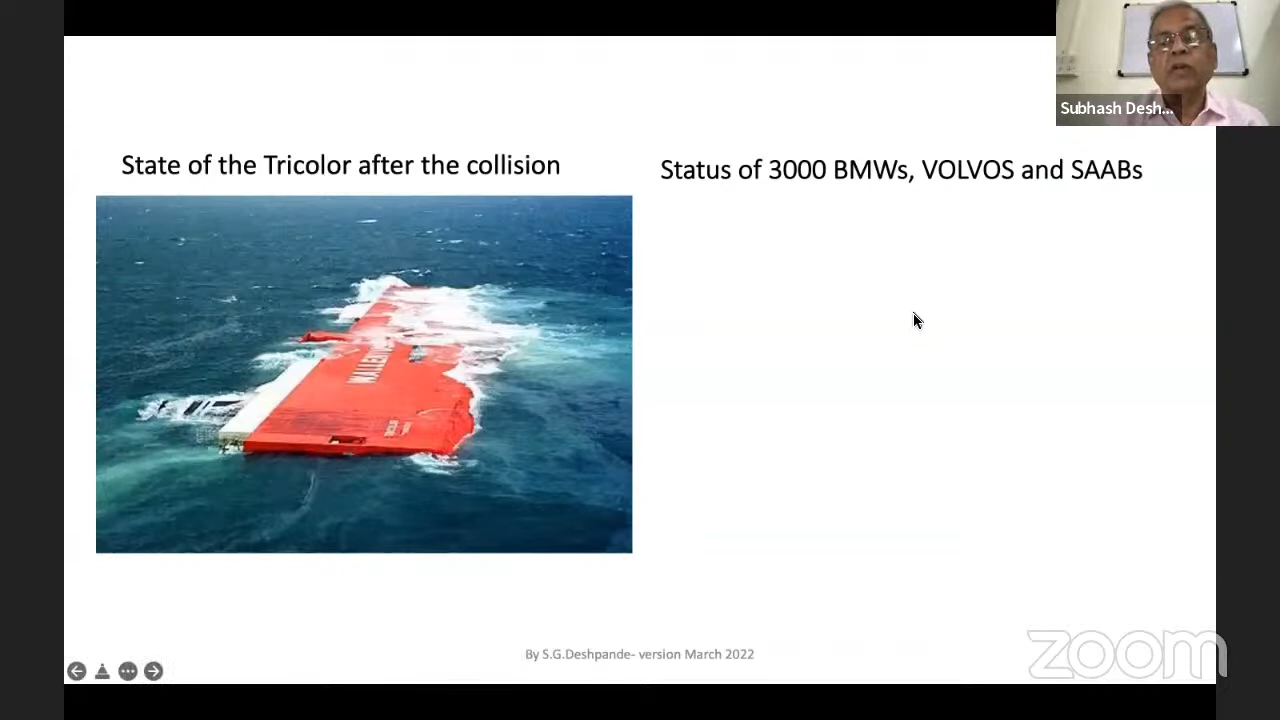 Subhash Desh...
State of the Tricolor after the collision
Status of 3000 BMWs, VOLVOS and SAABs
By S.G.Deshpande- version March 2022
zoom